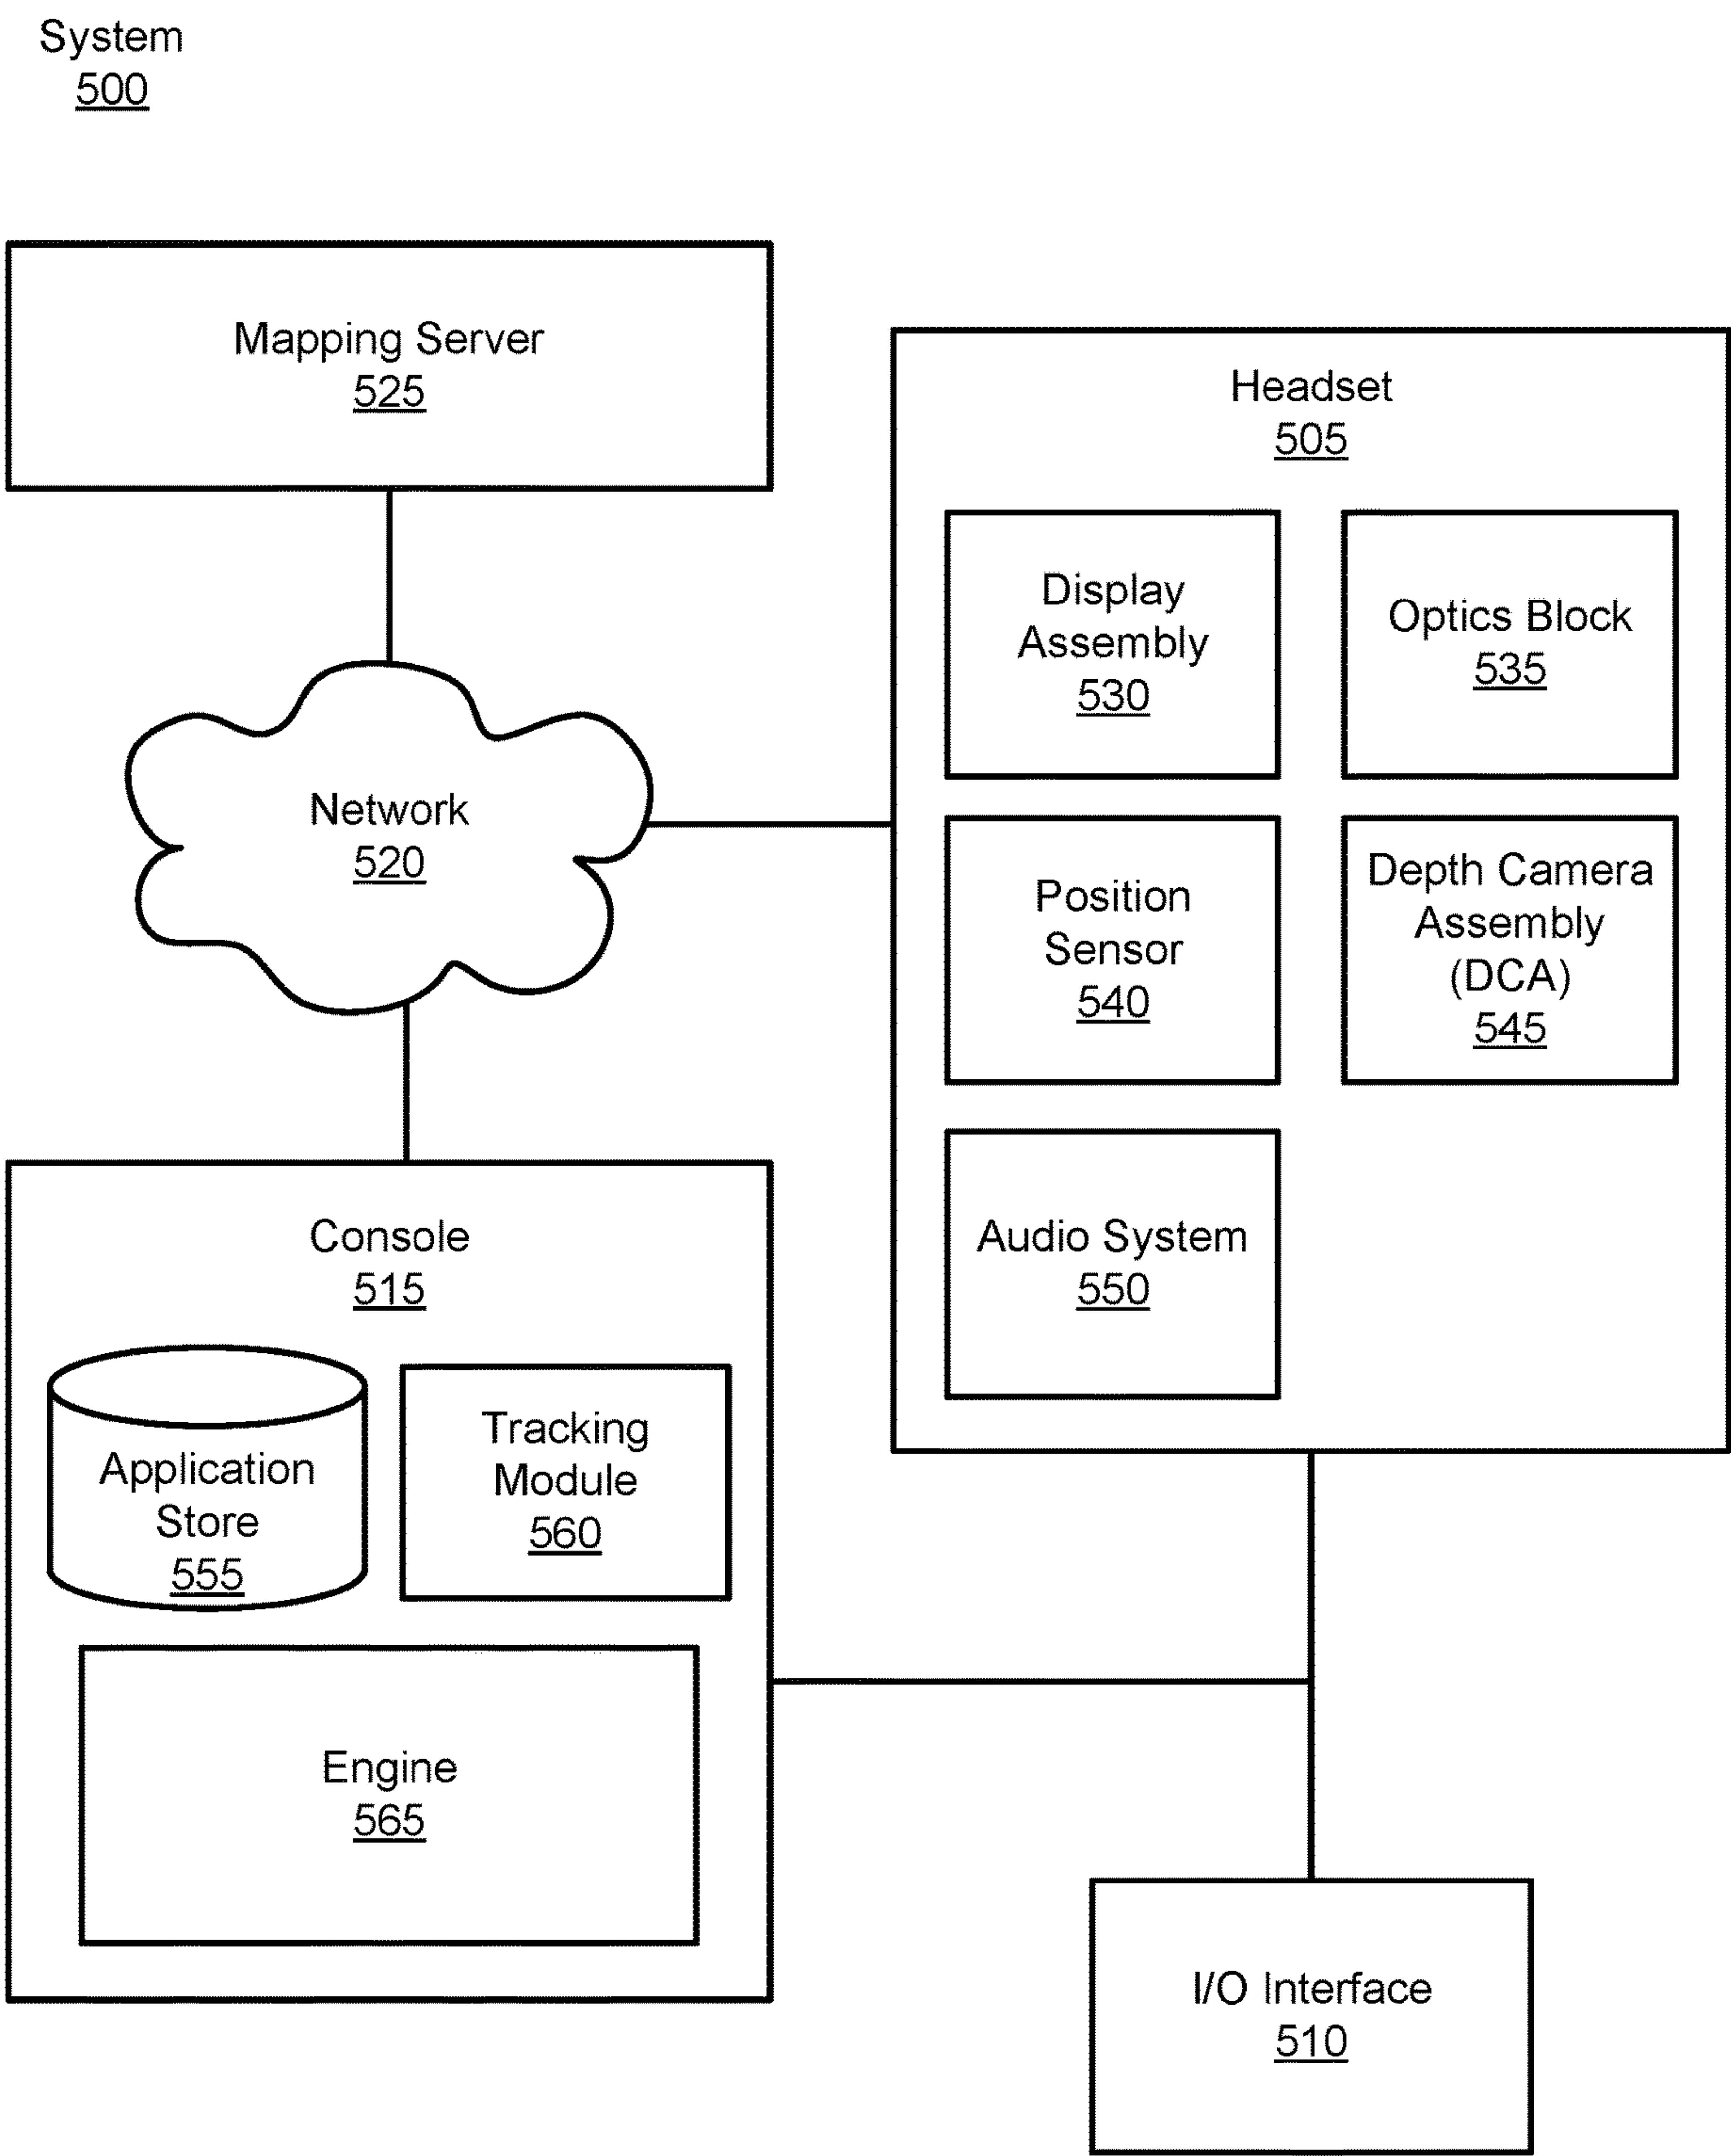 System
500
Mapping Server
525
Headset
505
Display
Assembly
530
Optics Block
535
Network
520
Position
Sensor
540
Depth Camera
Assembly
(DCA)
545
Audio System
550
Console
515
Application
Store
555
Tracking
Module
560
Engine
565
I/O Interface
510